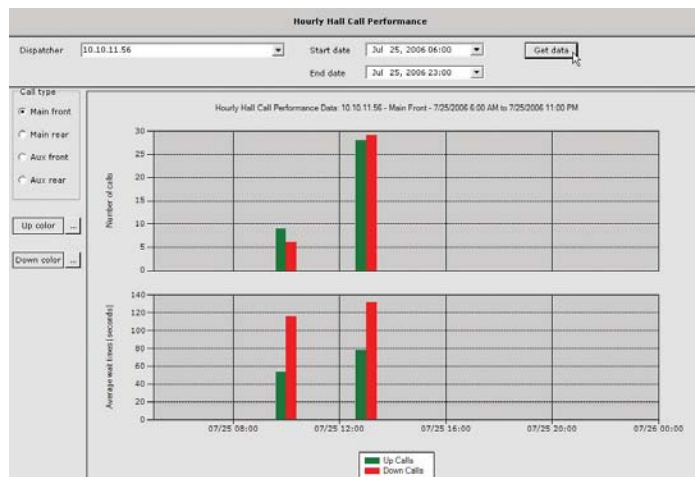 Hourly Hall Call Performance
Dispatcher 10.10.11.56 Start date Jul 25, 2006 06:00 Get data
End date Jul 25, 2006 23:00
Call type
Main front
Main rear
Aux front
Aux rear
Up color ...
Down color ...
Hourly Hall Call Performance Data: 10.10.11.56 - Main Front - 7/25/2006 6:00 AM to 7/25/2006 11:00 PM
Number of calls
30
25
20
15
10
5
0
Average wait times (seconds)
140
120
100
80
60
40
20
0
07/25 08:00 07/25 12:00 07/25 16:00 07/25 20:00 07/26 00:00
Up Calls
Down Calls